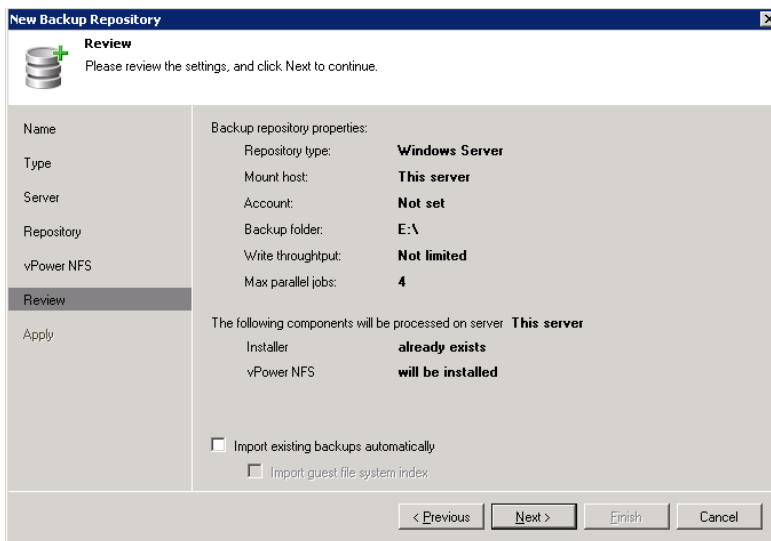 New Backup Repository
Review
Please review the settings, and click Next to continue.
Name
Type
Server
Repository
vPower NFS
Review
Apply
Backup repository properties:
Repository type: Windows Server
Mount host: This server
Account: Not set
Backup folder: E:\
Write throughtput: Not limited
Max parallel jobs: 4
The following components will be processed on server This server
Installer already exists
vPower NFS will be installed
Import existing backups automatically
Import guest file system index
< Previous Next > Finish Cancel